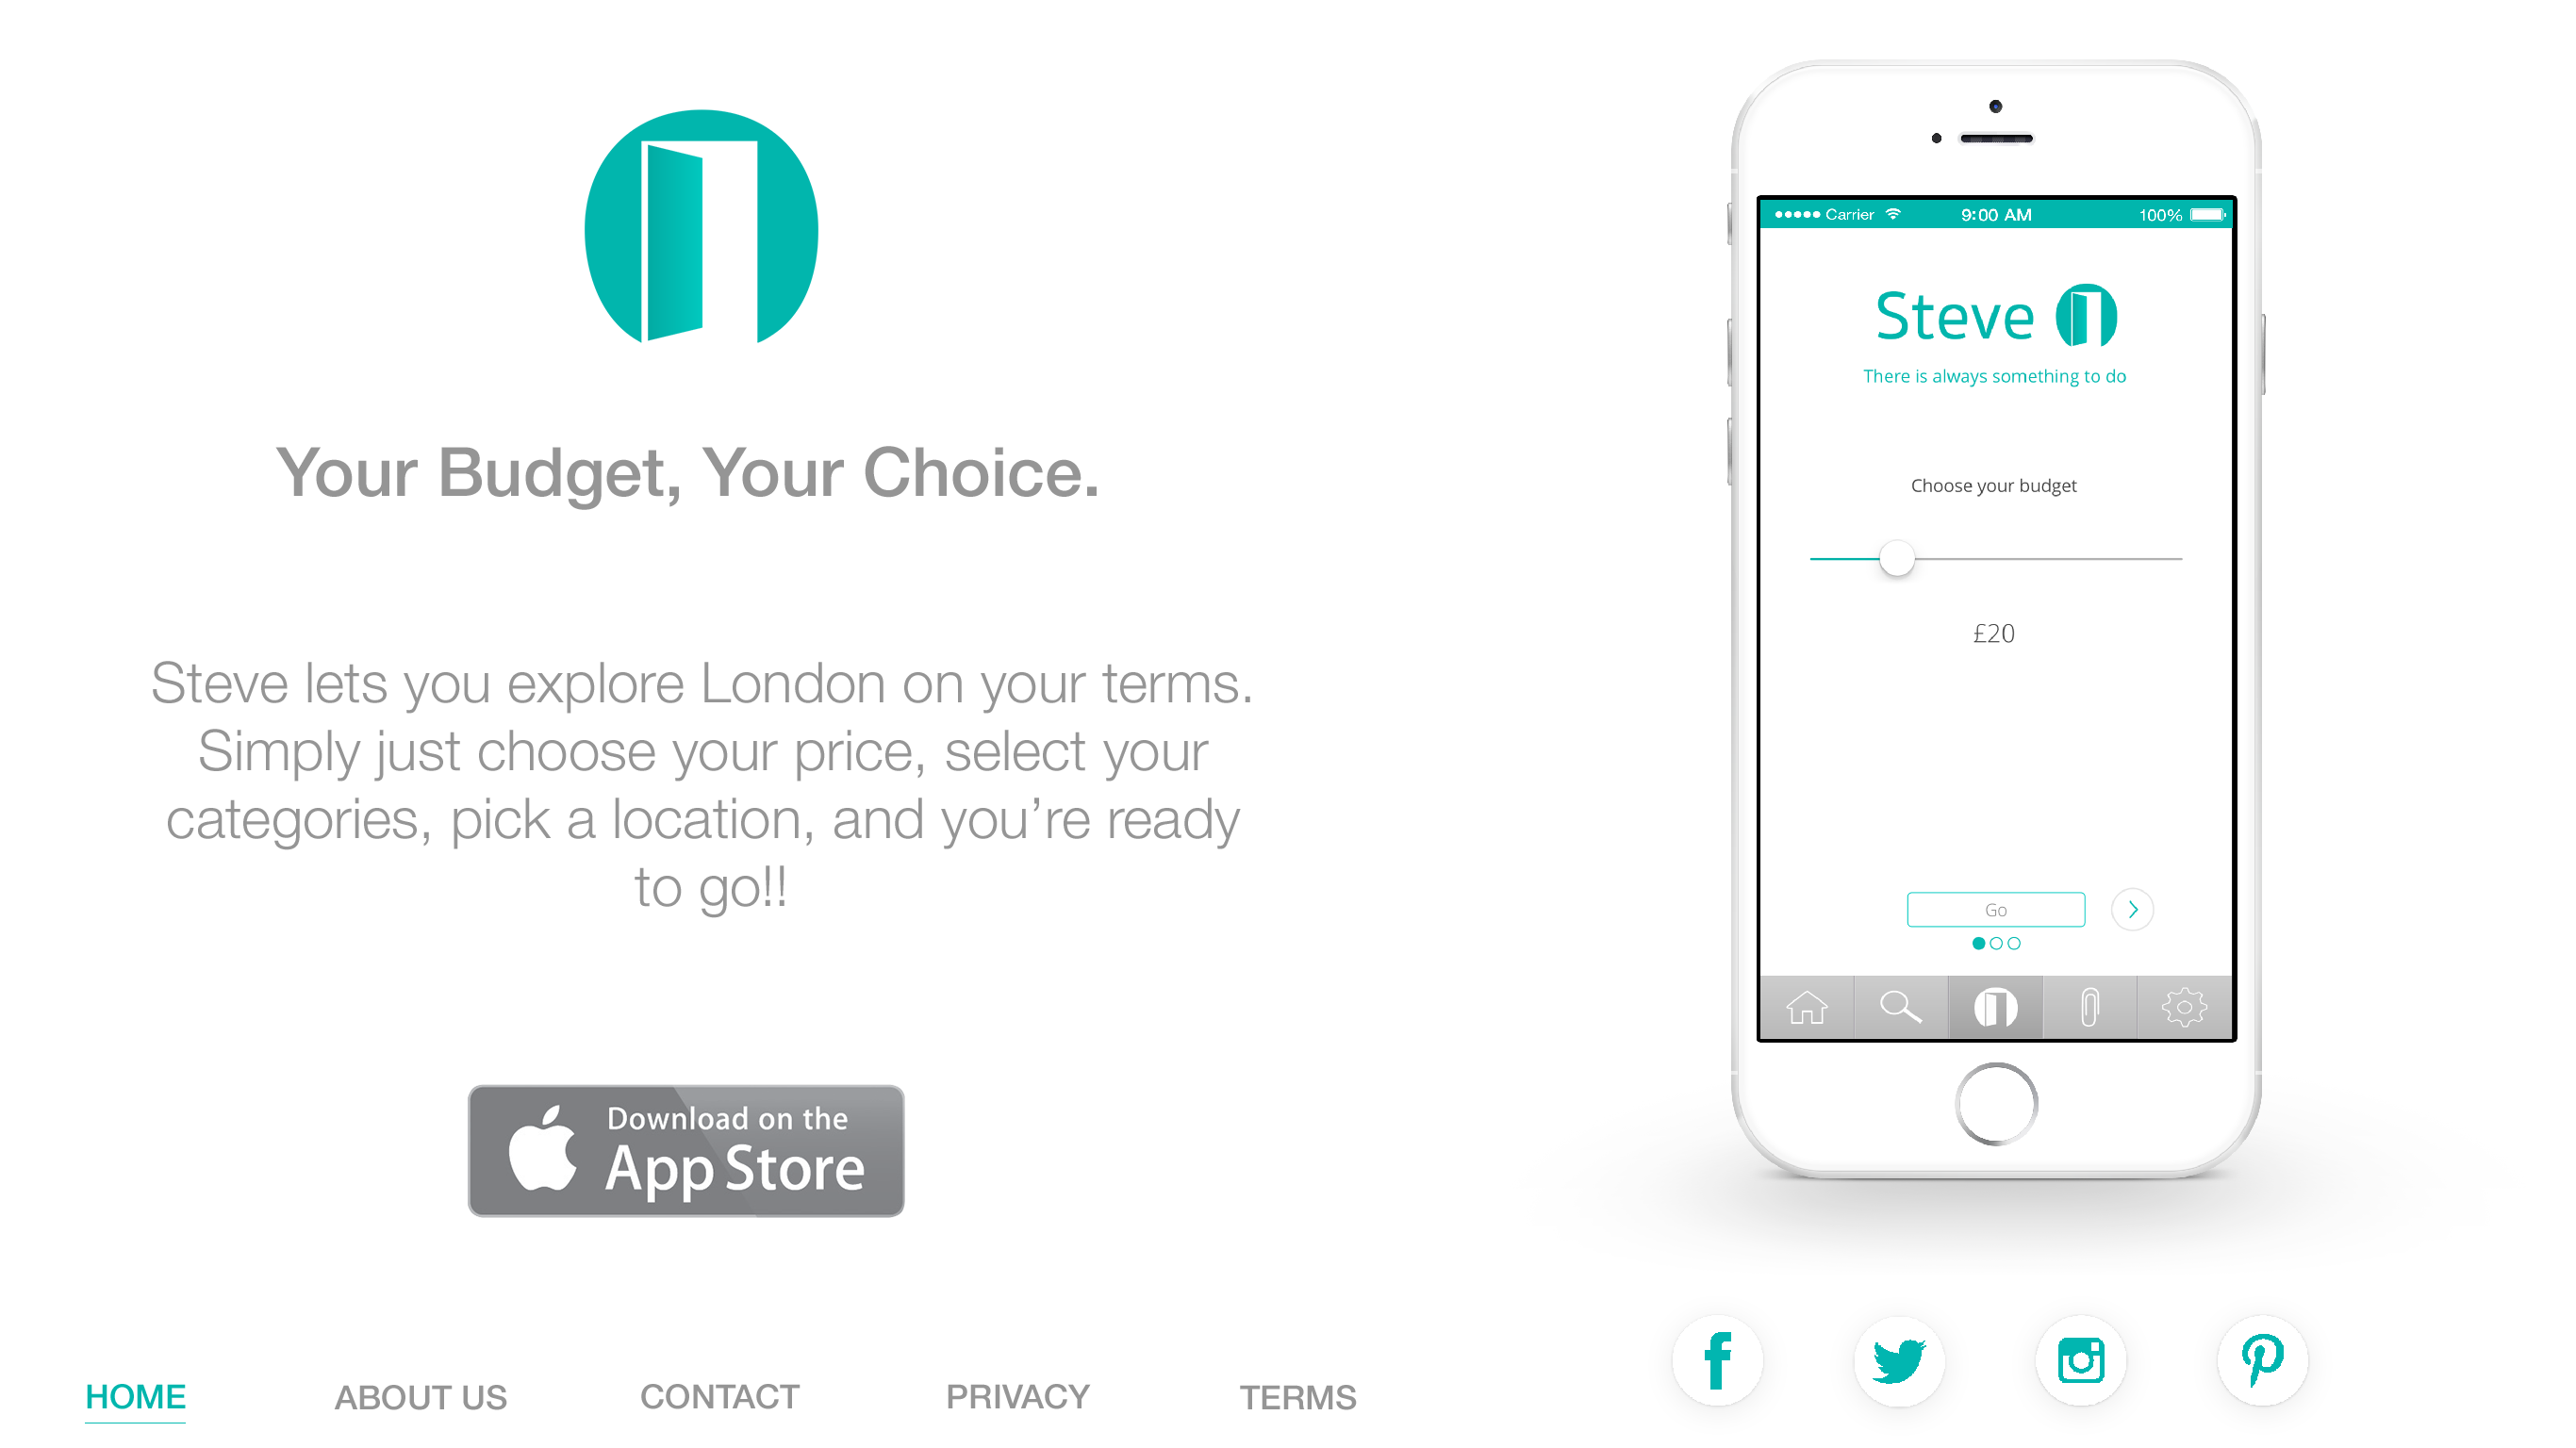 Your Budget, Your Choice.
Steve lets you explore London on your terms.
Simply just choose your price, select your
categories, pick a location, and you’re ready
to go!!
Download on the
App Store
HOME
ABOUT US
CONTACT
PRIVACY
TERMS
Carrier 9:00 AM 100%
Steve
There is always something to do
Choose your budget
£20
Go